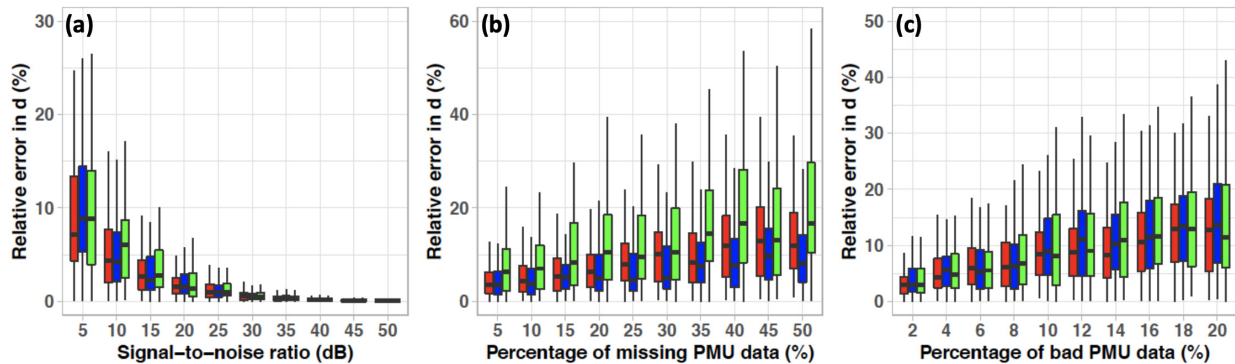 (a)
30
20
10
0
Relative error in d (%)
5 10 15 20 25 30 35 40 45 50
Signal−to−noise ratio (dB)
(b)
60
40
20
0
Relative error in d (%)
5 10 15 20 25 30 35 40 45 50
Percentage of missing PMU data (%)
(c)
50
40
30
20
10
0
Relative error in d (%)
2 4 6 8 10 12 14 16 18 20
Percentage of bad PMU data (%)